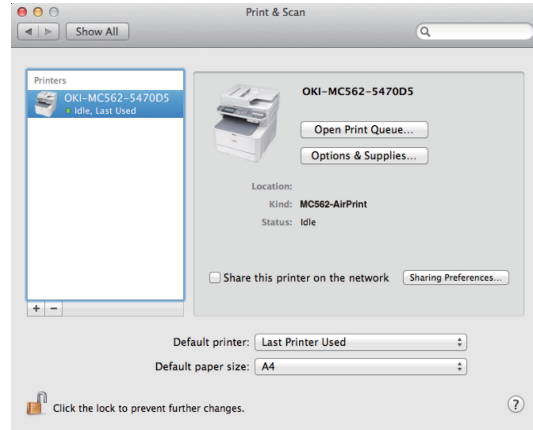 Print & Scan
Show All
Printers
OKI-MC562-5470D5
Idle, Last Used
OKI-MC562-5470D5
Open Print Queue...
Options & Supplies...
Location:
Kind: MC562-AirPrint
Status: Idle
Share this printer on the network Sharing Preferences...
+ −
Default printer: Last Printer Used
Default paper size: A4
Click the lock to prevent further changes. ?